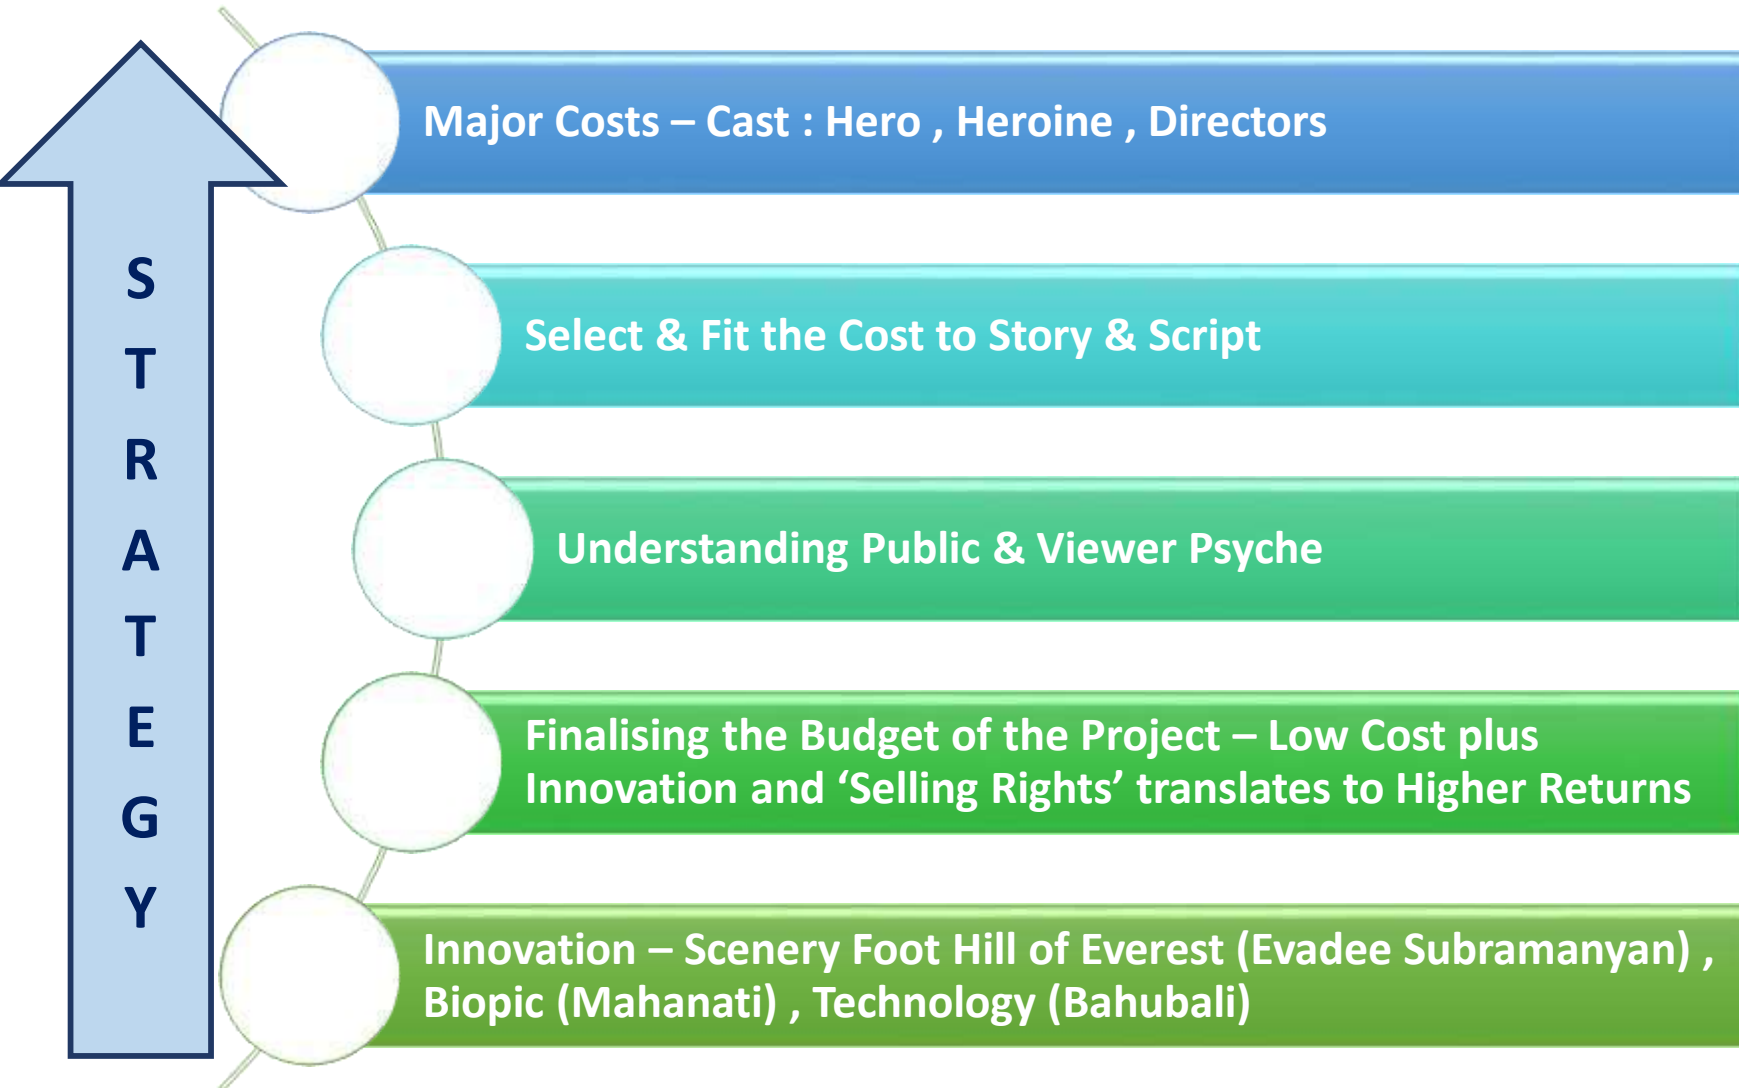 S
T
R
A
T
E
G
Y
Major Costs – Cast : Hero , Heroine , Directors
Select & Fit the Cost to Story & Script
Understanding Public & Viewer Psyche
Finalising the Budget of the Project – Low Cost plus
Innovation and ‘Selling Rights’ translates to Higher Returns
Innovation – Scenery Foot Hill of Everest (Evadee Subramanyan) ,
Biopic (Mahanati) , Technology (Bahubali)